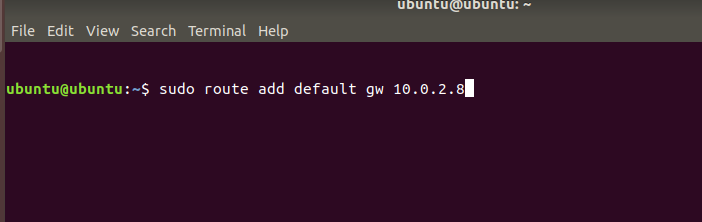 ubuntu@ubuntu: ~
File Edit View Search Terminal Help
ubuntu@ubuntu:~$ sudo route add default gw 10.0.2.8